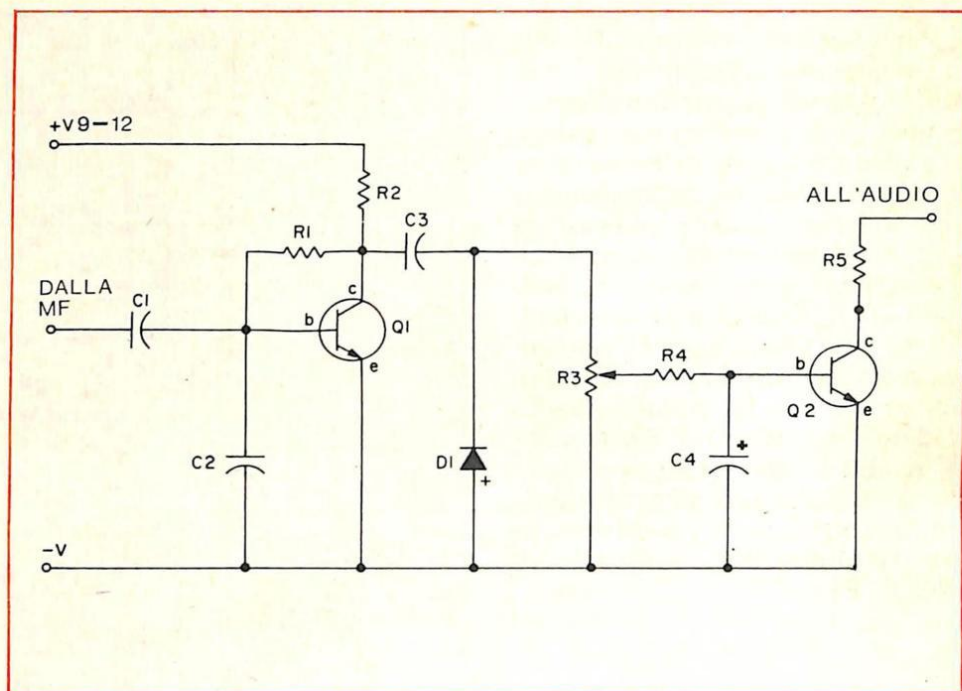 +V9-12
R2
ALL'AUDIO
C3
R1
R5
DALLA
MF
C1
c
b
Q1
e
c
R4
b
R3
Q2
e
+
C2
D1
+
C4
-V